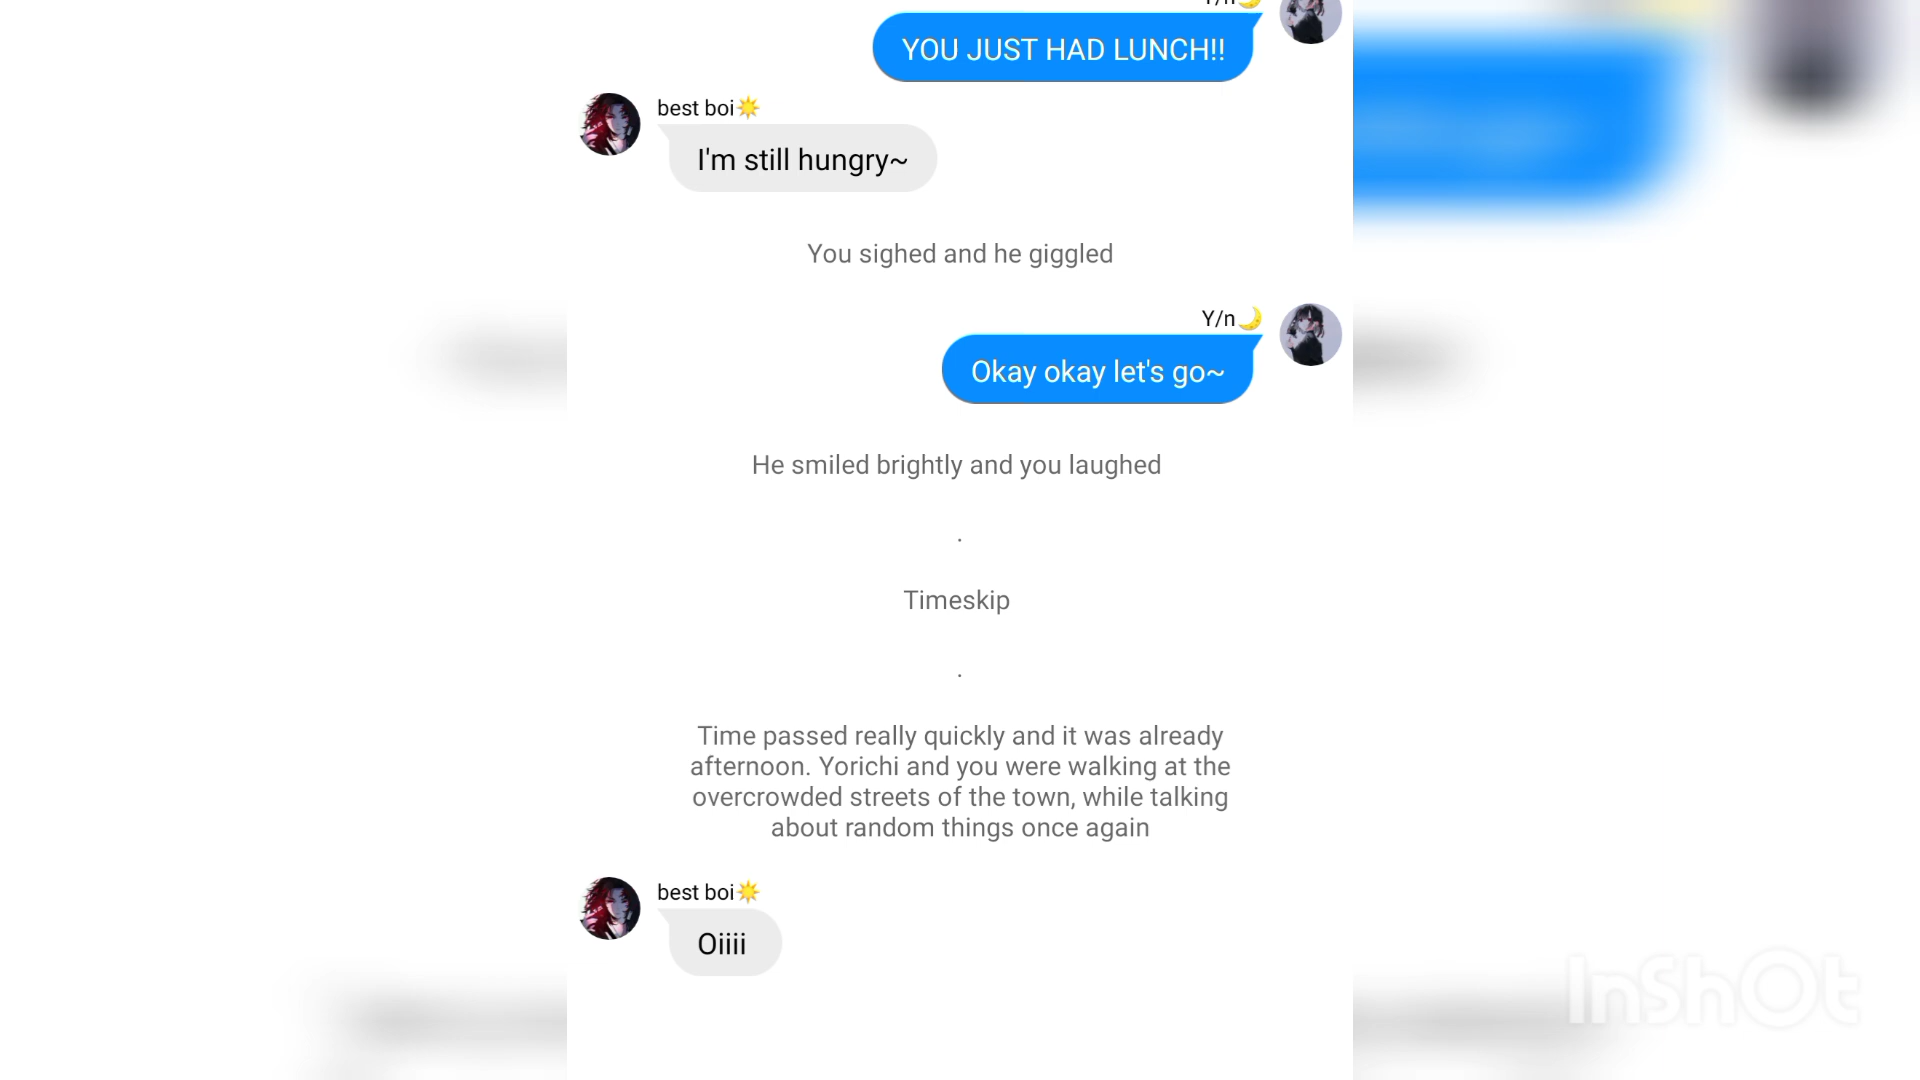 Y/n🌙
YOU JUST HAD LUNCH!!
best boi☀️
I'm still hungry~
You sighed and he giggled
Y/n🌙
Okay okay let's go~
He smiled brightly and you laughed
.
Timeskip
.
Time passed really quickly and it was already
afternoon. Yorichi and you were walking at the
overcrowded streets of the town, while talking
about random things once again
best boi☀️
Oiiii
InShOt